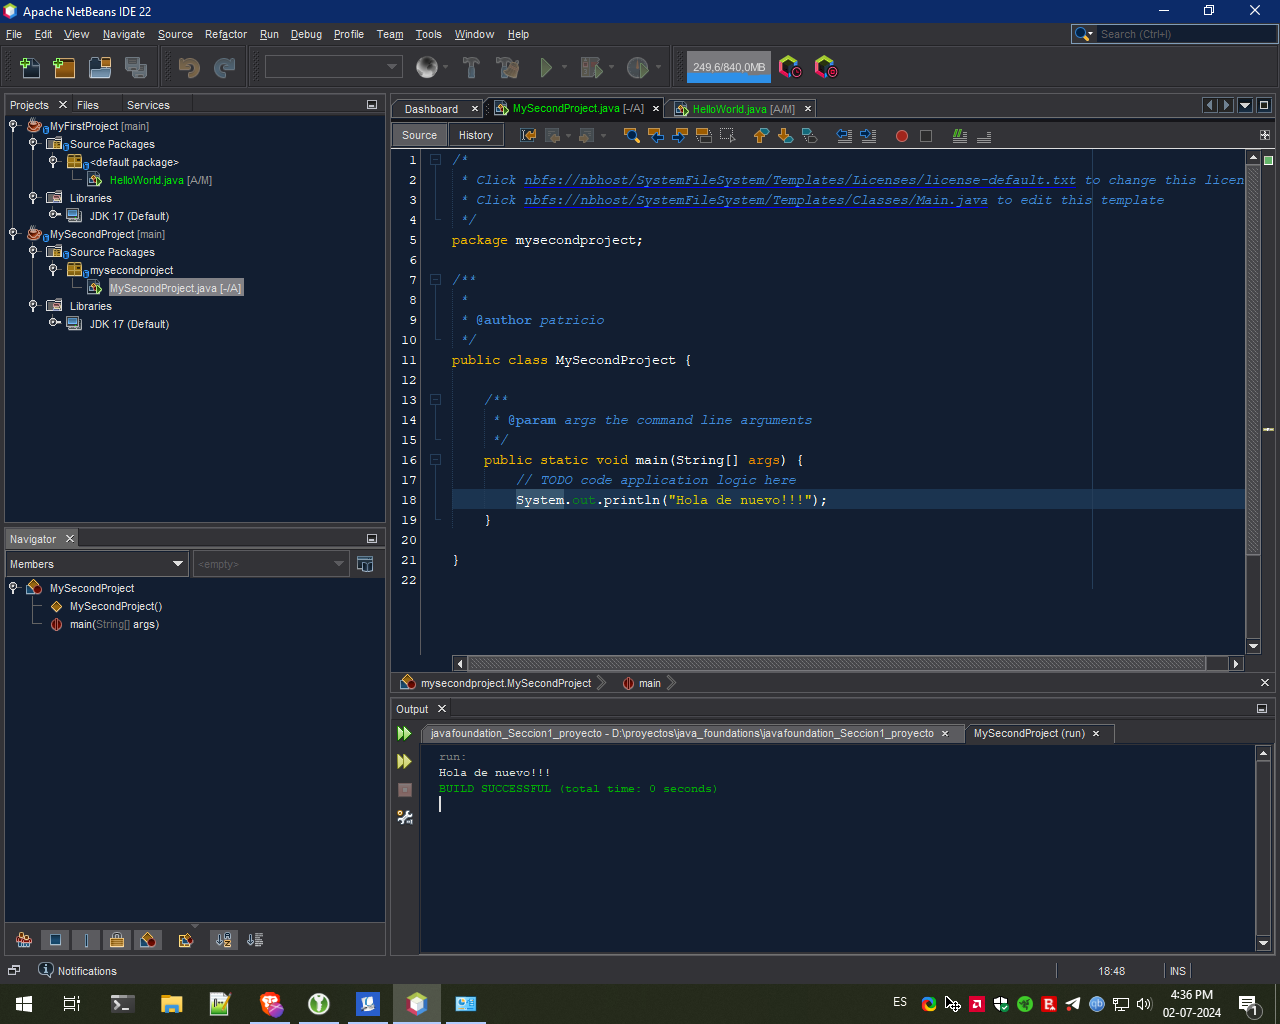 Apache NetBeans IDE 22
File Edit View Navigate Source Refactor Run Debug Profile Team Tools Window Help
Search (Ctrl+I)
249,6/840,0MB
Projects Files Services
MyFirstProject [main]
Source Packages
<default package>
HelloWorld.java [A/M]
Libraries
JDK 17 (Default)
MySecondProject [main]
Source Packages
mysecondproject
MySecondProject.java [-/A]
Libraries
JDK 17 (Default)
Navigator
Members
<empty>
MySecondProject
MySecondProject()
main(String[] args)
Dashboard MySecondProject.java [-/A] HelloWorld.java [A/M]
Source History
1 /*
2 * Click nbfs://nbhost/SystemFileSystem/Templates/Licenses/license-default.txt to change this licen
3 * Click nbfs://nbhost/SystemFileSystem/Templates/Classes/Main.java to edit this template
4 */
5 package mysecondproject;
6
7 /**
8 *
9 * @author patricio
10 */
11 public class MySecondProject {
12
13 /**
14 * @param args the command line arguments
15 */
16 public static void main(String[] args) {
17 // TODO code application logic here
18 System.out.println("Hola de nuevo!!!");
19 }
20
21 }
22
mysecondproject.MySecondProject main
Output
javafoundation_Seccion1_proyecto - D:\proyectos\java_foundations\javafoundation_Seccion1_proyecto MySecondProject (run)
run:
Hola de nuevo!!!
BUILD SUCCESSFUL (total time: 0 seconds)
Notifications
18:48 INS
ES
4:36 PM
02-07-2024
1